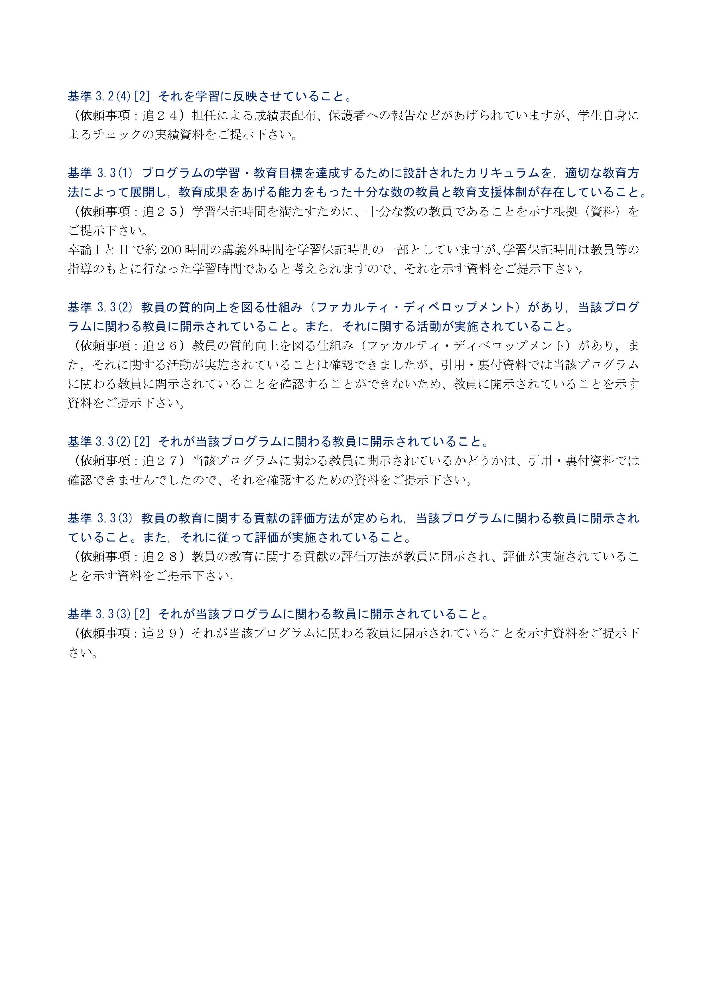 基準 3.2(4)[2] それを学習に反映させていること。
（依頼事項：追２４）担任による成績表配布、保護者への報告などがあげられていますが、学生自身に
よるチェックの実績資料をご提示下さい。
基準 3.3(1) プログラムの学習・教育目標を達成するために設計されたカリキュラムを，適切な教育方
法によって展開し，教育成果をあげる能力をもった十分な数の教員と教育支援体制が存在していること。
（依頼事項：追２５）学習保証時間を満たすために、十分な数の教員であることを示す根拠（資料）を
ご提示下さい。
卒論 I と II で約 200 時間の講義外時間を学習保証時間の一部としていますが、学習保証時間は教員等の
指導のもとに行なった学習時間であると考えられますので、それを示す資料をご提示下さい。
基準 3.3(2) 教員の質的向上を図る仕組み（ファカルティ・ディベロップメント）があり，当該プログ
ラムに関わる教員に開示されていること。また，それに関する活動が実施されていること。
（依頼事項：追２６）教員の質的向上を図る仕組み（ファカルティ・ディベロップメント）があり，ま
た，それに関する活動が実施されていることは確認できましたが、引用・裏付資料では当該プログラム
に関わる教員に開示されていることを確認することができないため、教員に開示されていることを示す
資料をご提示下さい。
基準 3.3(2)[2] それが当該プログラムに関わる教員に開示されていること。
（依頼事項：追２７）当該プログラムに関わる教員に開示されているかどうかは、引用・裏付資料では
確認できませんでしたので、それを確認するための資料をご提示下さい。
基準 3.3(3) 教員の教育に関する貢献の評価方法が定められ，当該プログラムに関わる教員に開示され
ていること。また，それに従って評価が実施されていること。
（依頼事項：追２８）教員の教育に関する貢献の評価方法が教員に開示され、評価が実施されているこ
とを示す資料をご提示下さい。
基準 3.3(3)[2] それが当該プログラムに関わる教員に開示されていること。
（依頼事項：追２９）それが当該プログラムに関わる教員に開示されていることを示す資料をご提示下
さい。